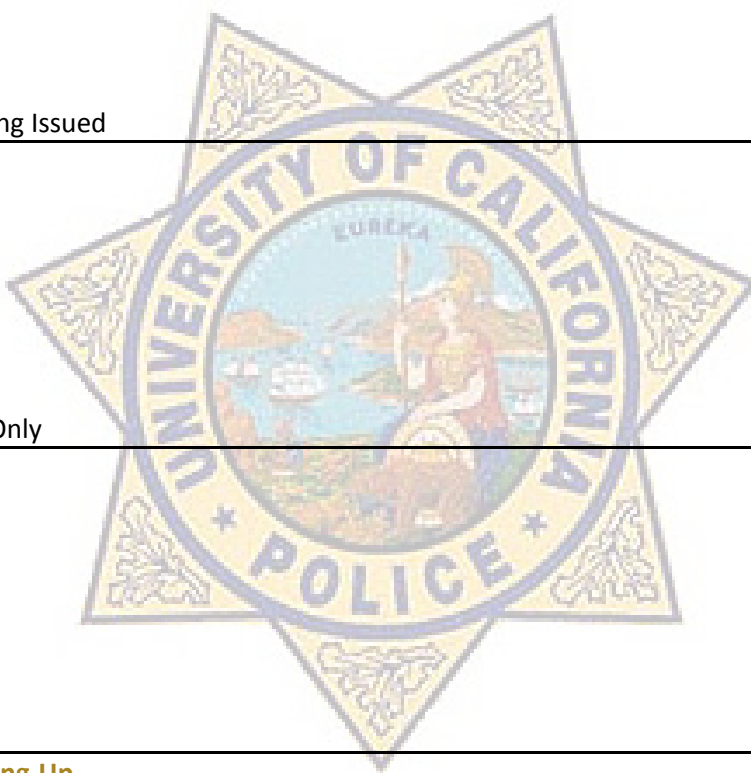 ng Issued
UNIVERSITY OF CALIFORNIA
EUREKA
Only
POLICE
ng Up